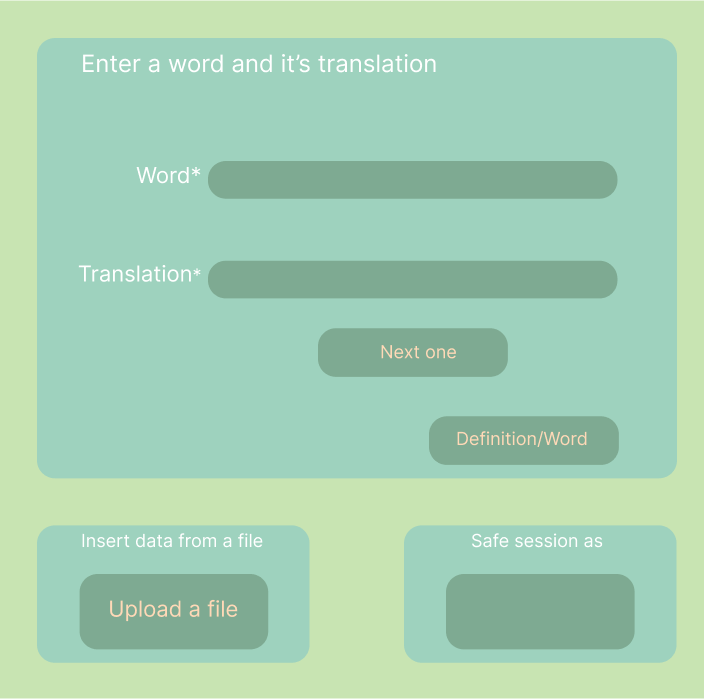 Enter a word and it’s translation
Word*
Translation*
Next one
Definition/Word
Insert data from a file
Safe session as
Upload a file